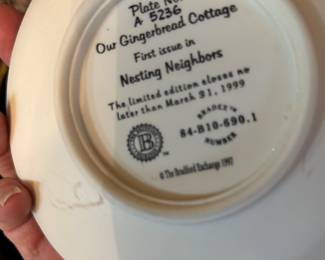 Plate No.
A 5236
Our Gingerbread Cottage
First issue in
Nesting Neighbors
The limited edition closes no
later than March 31, 1999
BRADEX
84-B10-690.1
NUMBER
B
© The Bradford Exchange 1997